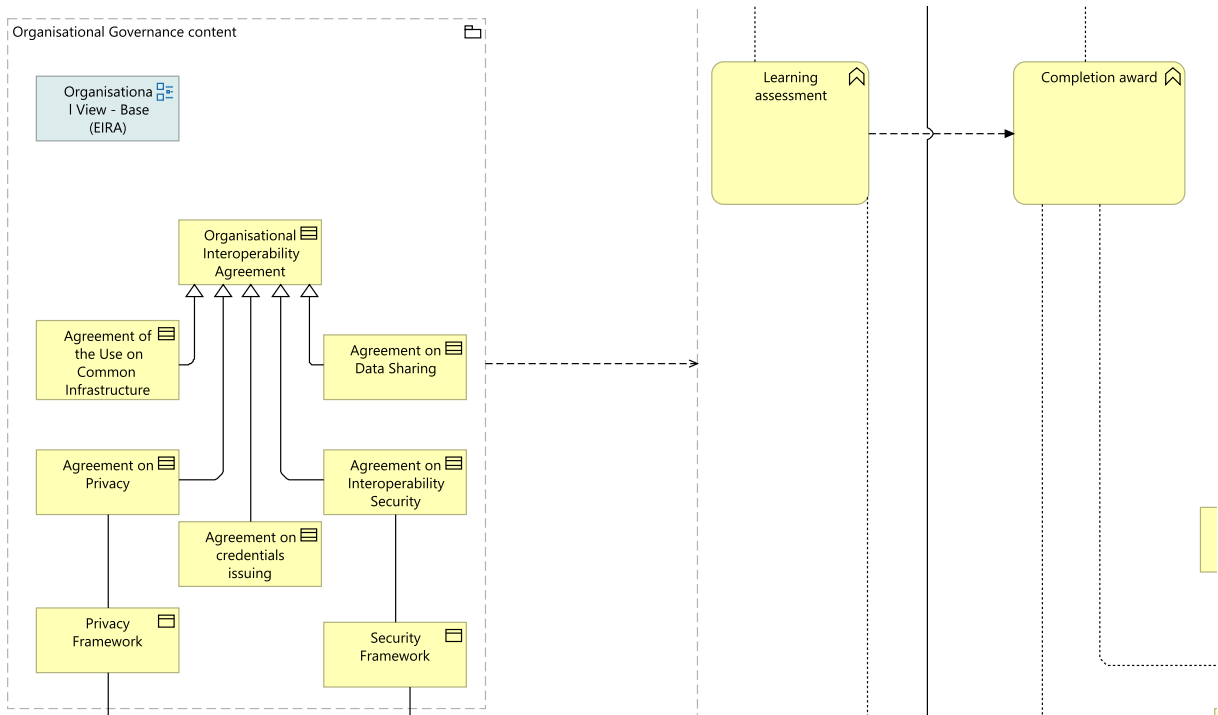 Organisational Governance content
Organisationa
l View - Base
(EIRA)
Learning
assessment
Completion award
Organisational
Interoperability
Agreement
Agreement of
the Use on
Common
Infrastructure
Agreement on
Data Sharing
Agreement on
Privacy
Agreement on
Interoperability
Security
Agreement on
credentials
issuing
Privacy
Framework
Security
Framework